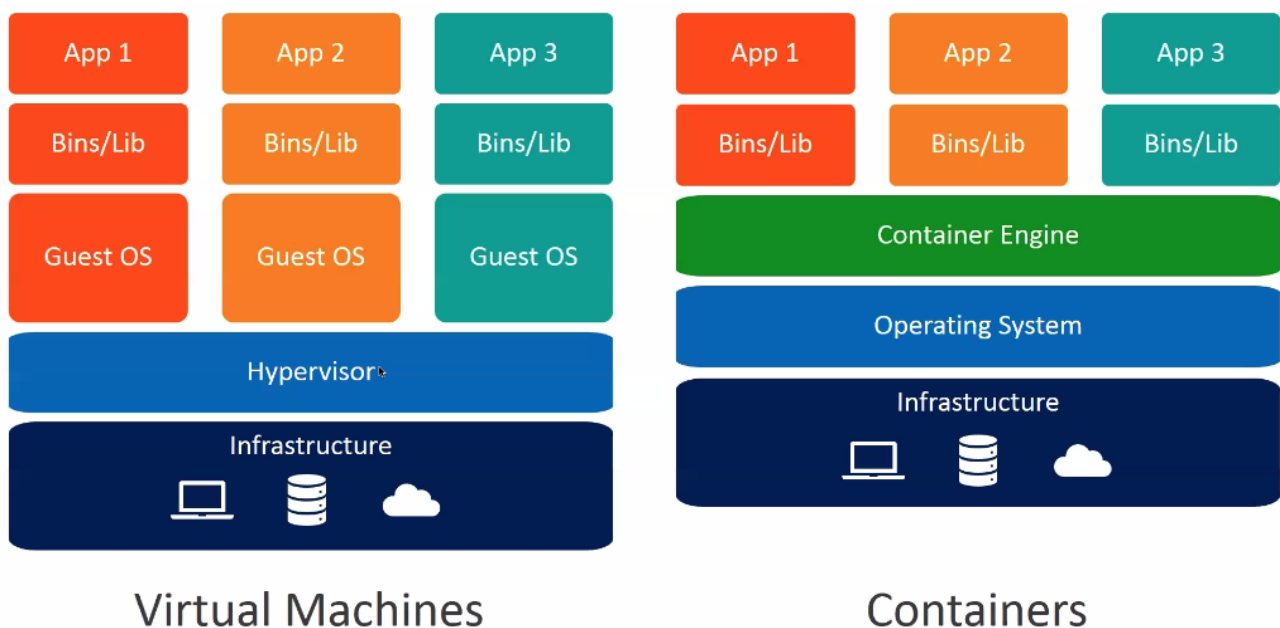 App 1
App 2
App 3
Bins/Lib
Bins/Lib
Bins/Lib
Guest OS
Guest OS
Guest OS
Hypervisor
Infrastructure
Virtual Machines
App 1
App 2
App 3
Bins/Lib
Bins/Lib
Bins/Lib
Container Engine
Operating System
Infrastructure
Containers